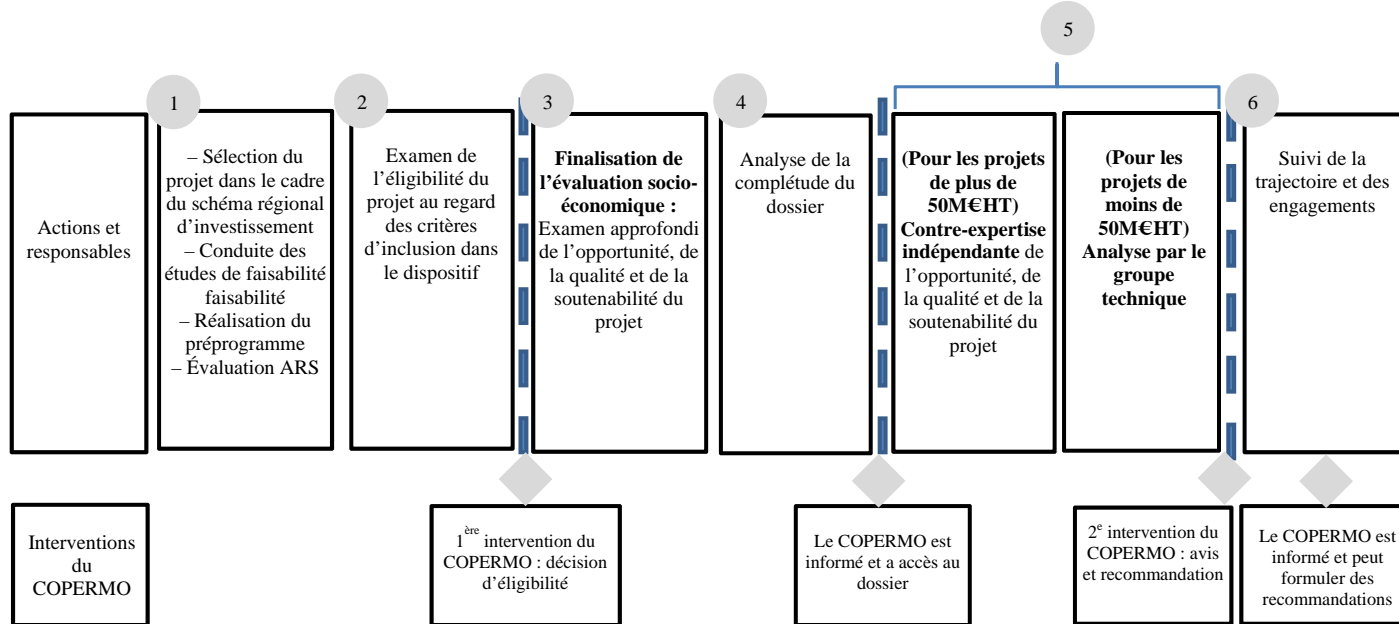 5
1
2
3
4
6
Actions et
responsables
– Sélection du
projet dans le cadre
du schéma régional
d’investissement
– Conduite des
études de faisabilité
faisabilité
– Réalisation du
préprogramme
– Évaluation ARS
Examen de
l’éligibilité du
projet au regard des
critères
d’inclusion dans
le dispositif
Finalisation de
l’évaluation socio-
économique :
Examen approfondi
de l’opportunité, de
la qualité et de la
soutenabilité du
projet
Analyse de la
complétude du
dossier
(Pour les projets
de plus de
50M€HT)
Contre-expertise
indépendante de
l’opportunité, de
la qualité et de la
soutenabilité du
projet
(Pour les
projets de
moins de
50M€HT)
Analyse par le
groupe
technique
Suivi de la
trajectoire et des
engagements
Interventions
du
COPERMO
1ère intervention du
COPERMO : décision
d’éligibilité
Le COPERMO est
informé et a accès au
dossier
2e intervention du
COPERMO : avis
et recommandation
Le COPERMO est
informé et peut
formuler des
recommandations